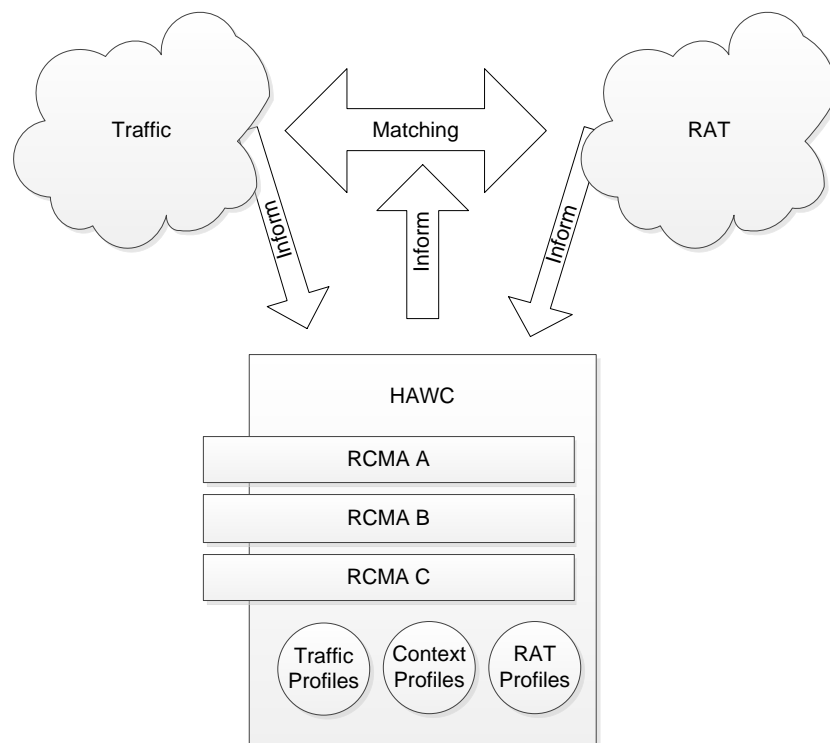 Traffic
Matching
RAT
Inform
Inform
Inform
HAWC
RCMA A
RCMA B
RCMA C
Traffic
Profiles
Context
Profiles
RAT
Profiles